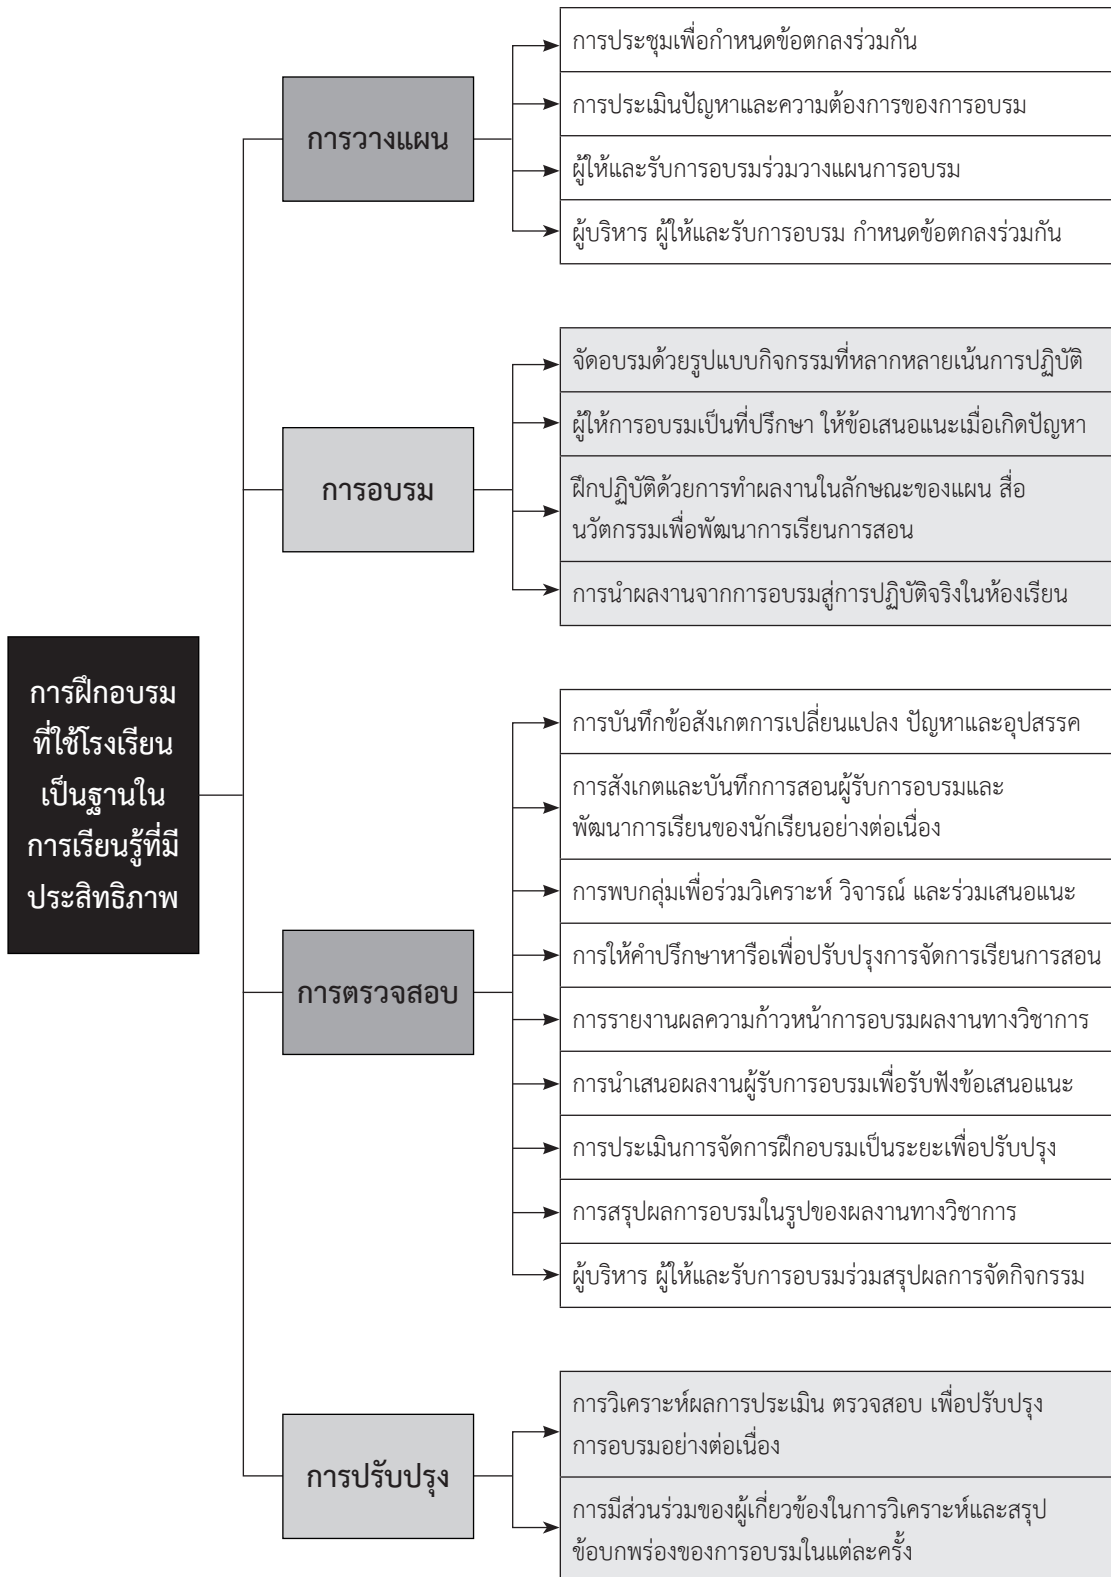 การฝึกอบรม
ที่ใช้โรงเรียน
เป็นฐานใน
การเรียนรู้ที่มี
ประสิทธิภาพ
การวางแผน
การประชุมเพื่อกำหนดข้อตกลงร่วมกัน
การประเมินปัญหาและความต้องการของการอบรม
ผู้ให้และรับการอบรมร่วมวางแผนการอบรม
ผู้บริหาร ผู้ให้และรับการอบรม กำหนดข้อตกลงร่วมกัน
การอบรม
จัดอบรมด้วยรูปแบบกิจกรรมที่หลากหลายเน้นการปฏิบัติ
ผู้ให้การอบรมเป็นที่ปรึกษา ให้ข้อเสนอแนะเมื่อเกิดปัญหา
ฝึกปฏิบัติด้วยการทำผลงานในลักษณะของแผน สื่อ
นวัตกรรมเพื่อพัฒนาการเรียนการสอน
การนำผลงานจากการอบรมสู่การปฏิบัติจริงในห้องเรียน
การตรวจสอบ
การบันทึกข้อสังเกตการเปลี่ยนแปลง ปัญหาและอุปสรรค
การสังเกตและบันทึกการสอนผู้รับการอบรมและ
พัฒนาการเรียนของนักเรียนอย่างต่อเนื่อง
การพบกลุ่มเพื่อร่วมวิเคราะห์ วิจารณ์ และร่วมเสนอแนะ
การให้คำปรึกษาหารือเพื่อปรับปรุงการจัดการเรียนการสอน
การรายงานผลความก้าวหน้าการอบรมผลงานทางวิชาการ
การนำเสนอผลงานผู้รับการอบรมเพื่อรับฟังข้อเสนอแนะ
การประเมินการจัดการฝึกอบรมเป็นระยะเพื่อปรับปรุง
การสรุปผลการอบรมในรูปของผลงานทางวิชาการ
ผู้บริหาร ผู้ให้และรับการอบรมร่วมสรุปผลการจัดกิจกรรม
การปรับปรุง
การวิเคราะห์ผลการประเมิน ตรวจสอบ เพื่อปรับปรุง
การอบรมอย่างต่อเนื่อง
การมีส่วนร่วมของผู้เกี่ยวข้องในการวิเคราะห์และสรุป
ข้อบกพร่องของการอบรมในแต่ละครั้ง